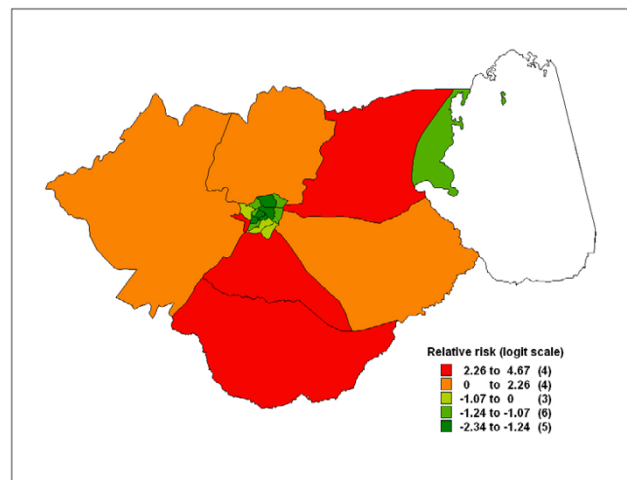 Relative risk (logit scale)
2.26 to 4.67 (4)
0 to 2.26 (4)
-1.07 to 0 (3)
-1.24 to -1.07 (6)
-2.34 to -1.24 (5)